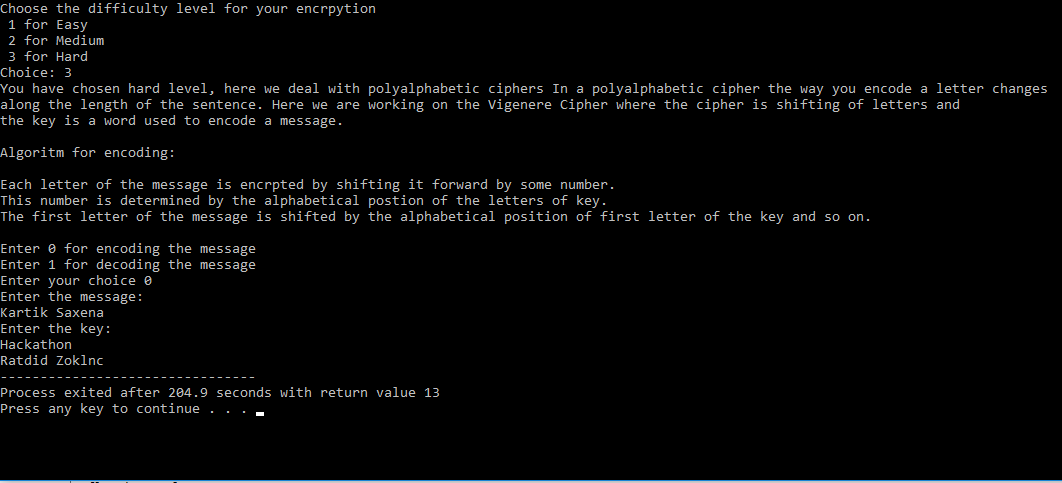 Choose the difficulty level for your encrpytion
1 for Easy
2 for Medium
3 for Hard
Choice: 3
You have chosen hard level, here we deal with polyalphabetic ciphers In a polyalphabetic cipher the way you encode a letter changes
along the length of the sentence. Here we are working on the Vigenere Cipher where the cipher is shifting of letters and
the key is a word used to encode a message.
Algoritm for encoding:
Each letter of the message is encrpted by shifting it forward by some number.
This number is determined by the alphabetical postion of the letters of key.
The first letter of the message is shifted by the alphabetical position of first letter of the key and so on.
Enter 0 for encoding the message
Enter 1 for decoding the message
Enter your choice 0
Enter the message:
Kartik Saxena
Enter the key:
Hackathon
Ratdid Zoklnc
--------------------------------
Process exited after 204.9 seconds with return value 13
Press any key to continue . . .